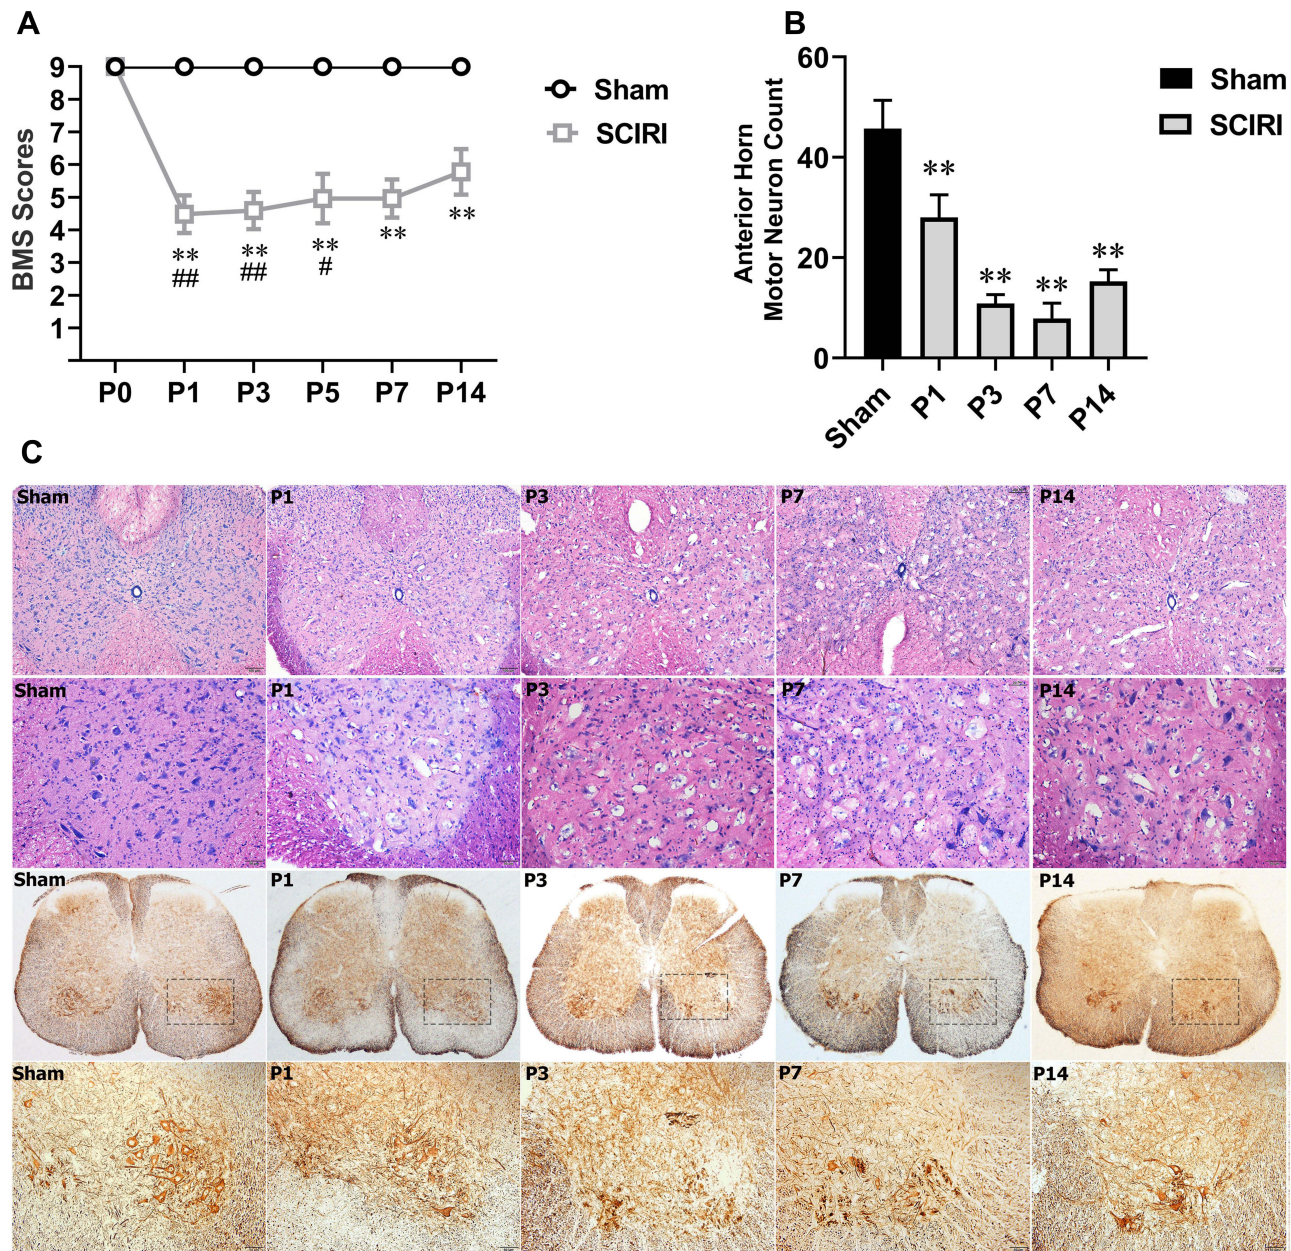 A
BMS Scores
9
8
7
6
5
4
3
2
1
P0 P1 P3 P5 P7 P14
** ** ** ** **
## ## #
Sham
SCIRI
B
Anterior Horn
Motor Neuron Count
60
40
20
0
** ** ** **
Sham P1 P3 P7 P14
Sham
SCIRI
C
Sham P1 P3 P7 P14
Sham P1 P3 P7 P14
Sham P1 P3 P7 P14
Sham P1 P3 P7 P14